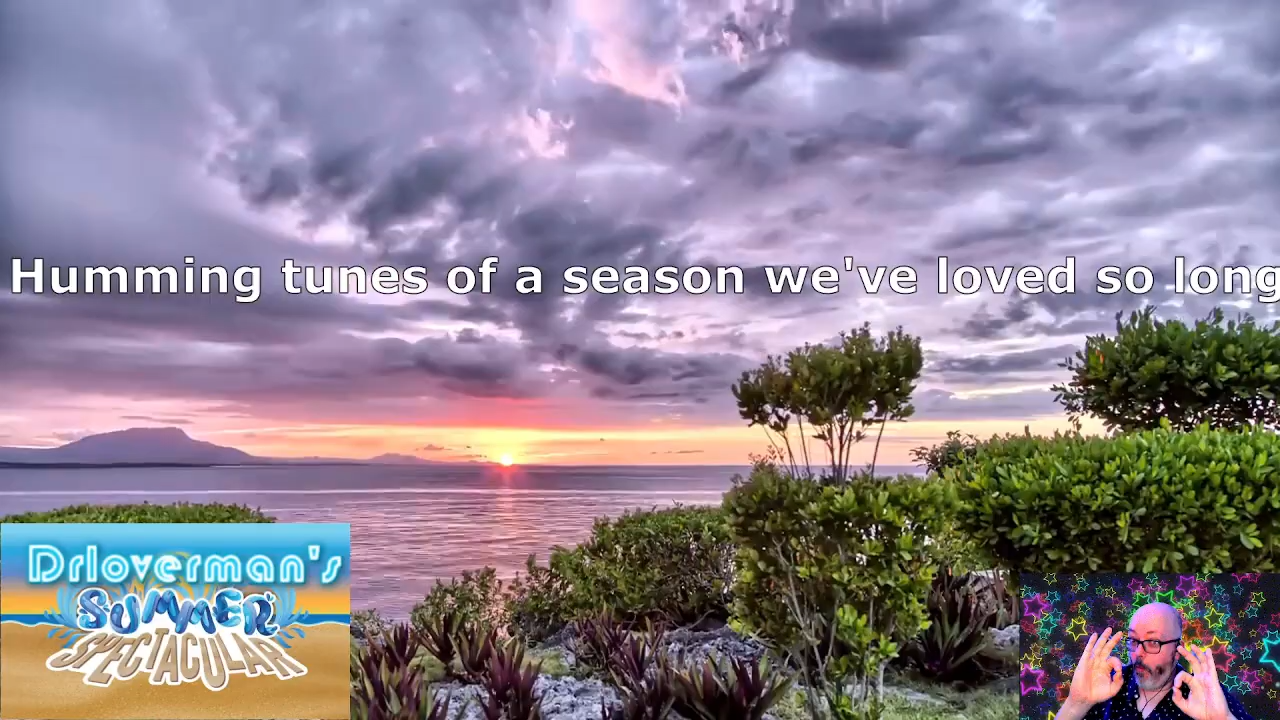 Humming tunes of a season we've loved so long
Drloverman's
SUMMER
SPECTACULAR